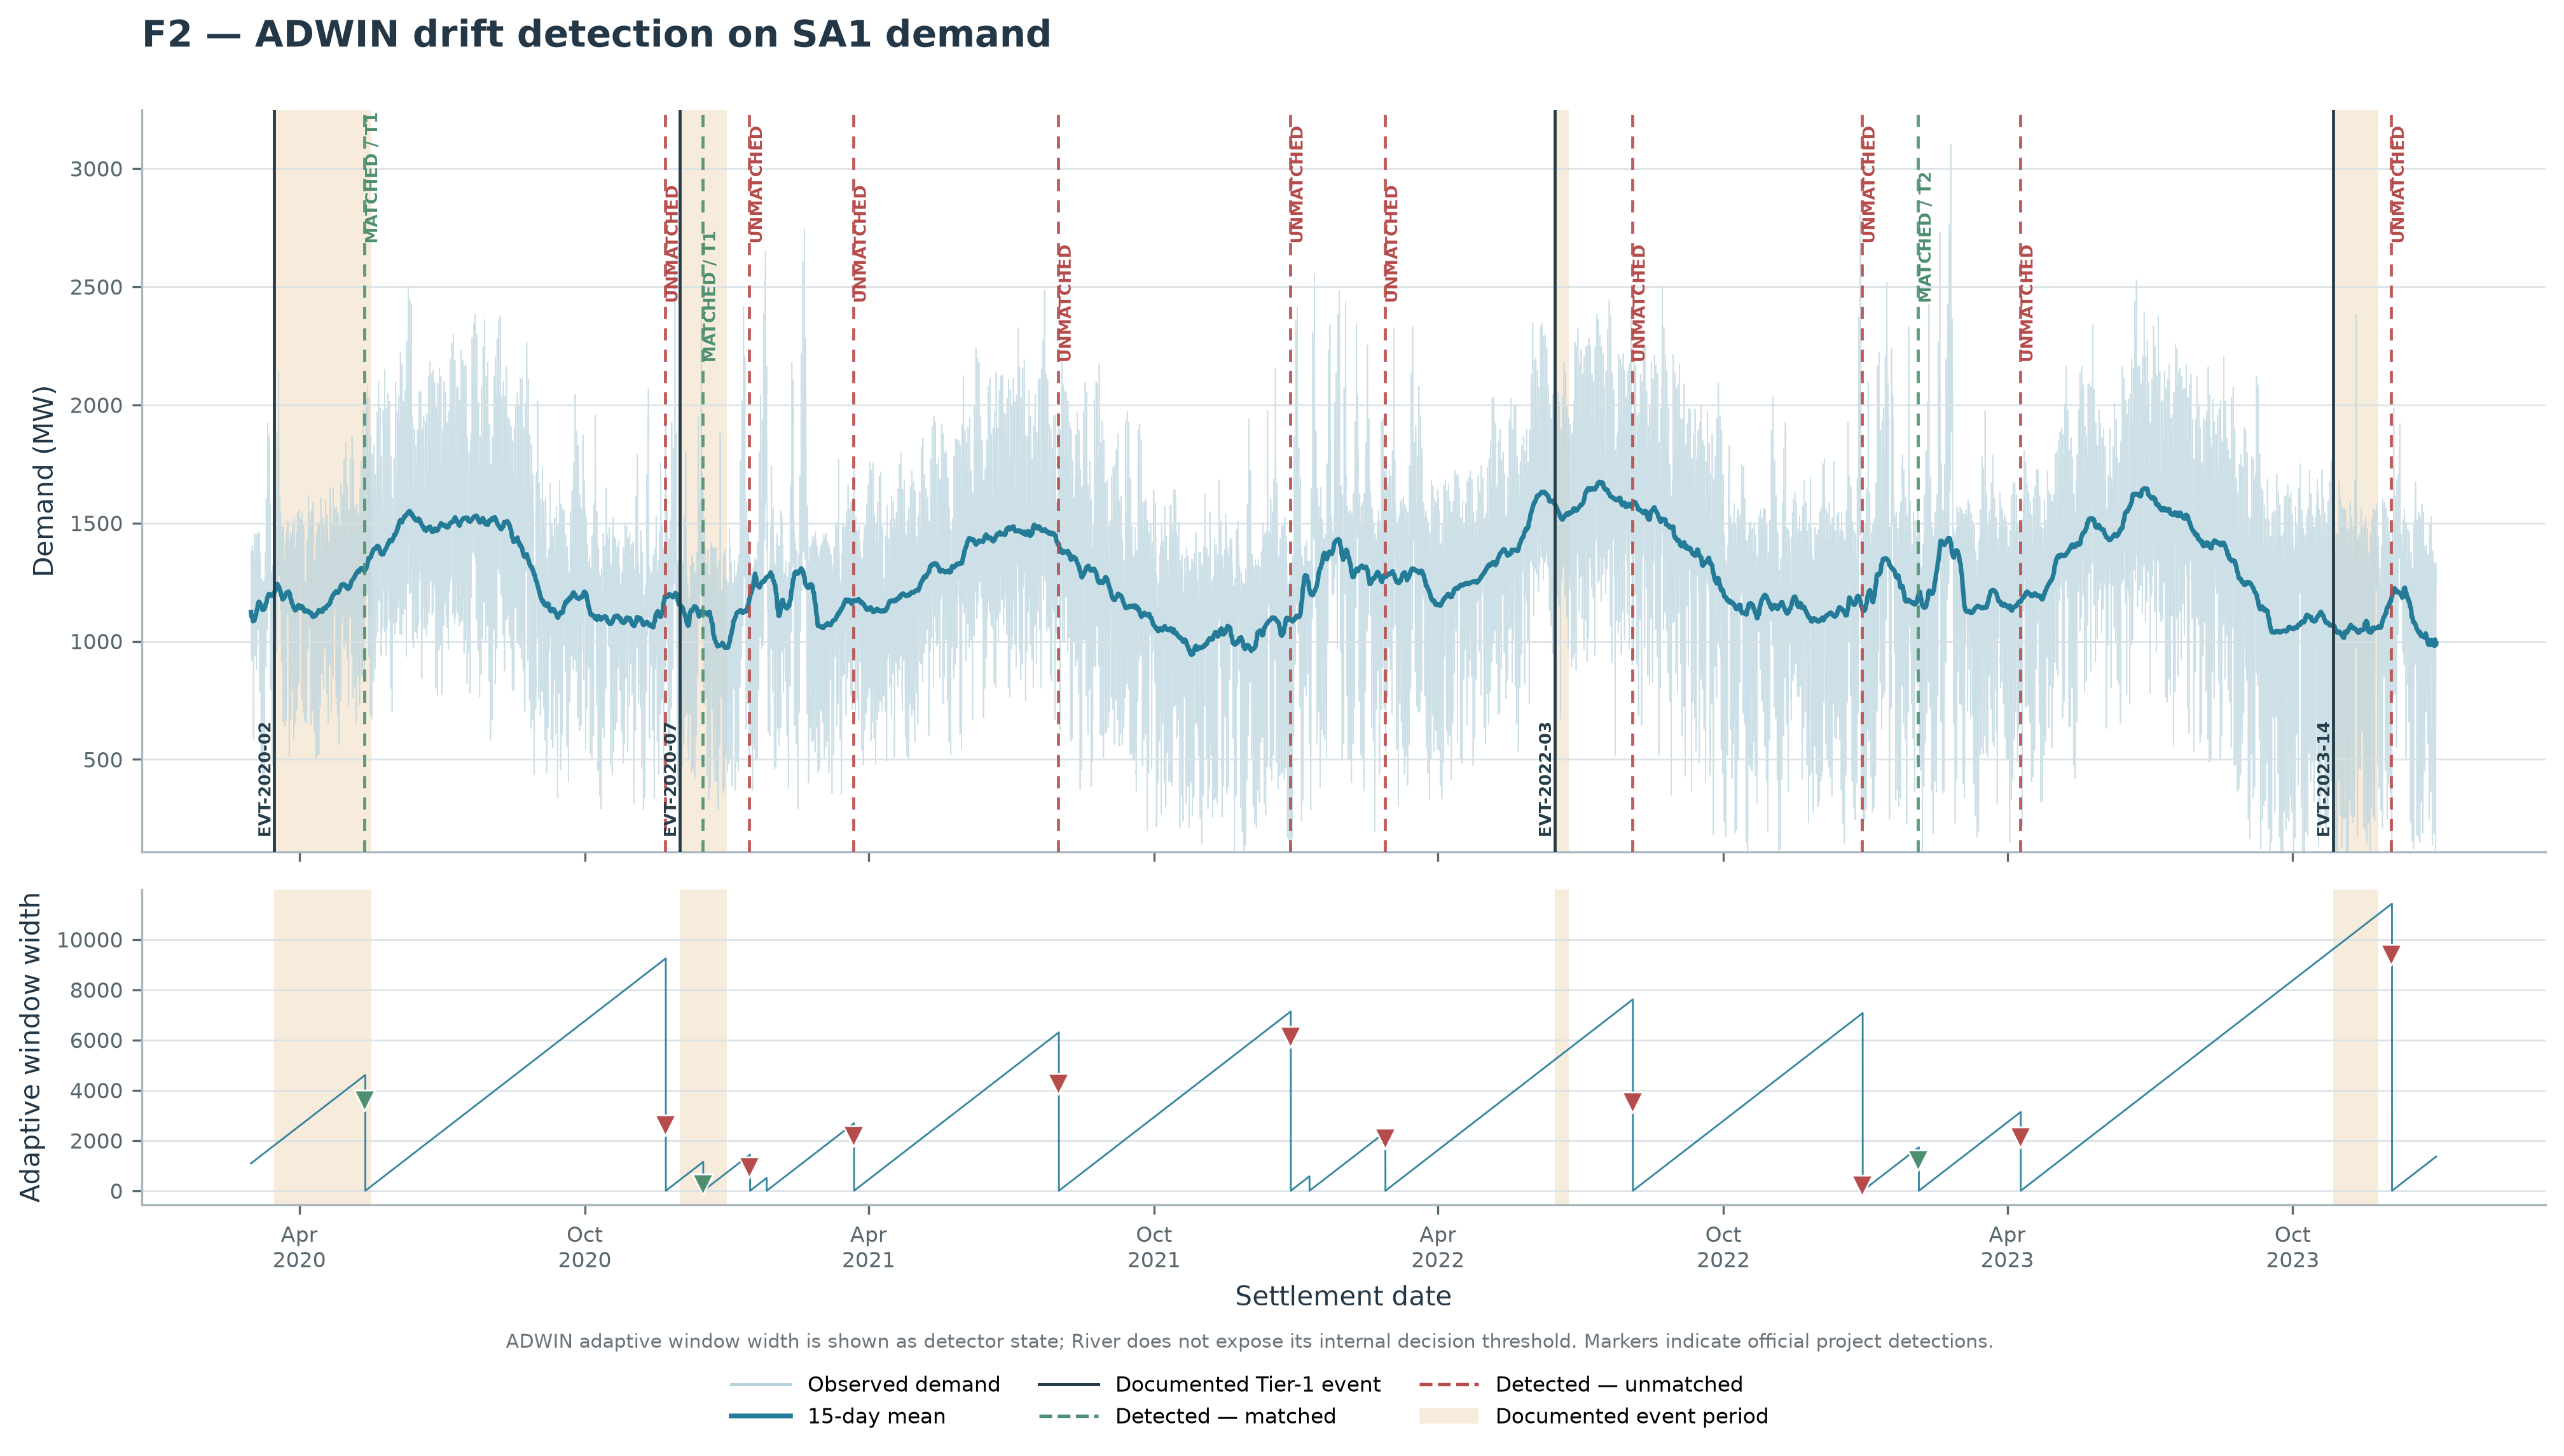 F2 — ADWIN drift detection on SA1 demand
Demand (MW)
3000
2500
2000
1500
1000
500
MATCHED / T1
UNMATCHED
MATCHED / T1
UNMATCHED
UNMATCHED
UNMATCHED
UNMATCHED
UNMATCHED
UNMATCHED
UNMATCHED
MATCHED / T2
UNMATCHED
UNMATCHED
EVT-2020-02
EVT-2020-07
EVT-2022-03
EVT-2023-14
Adaptive window width
10000
8000
6000
4000
2000
0
Apr
2020
Oct
2020
Apr
2021
Oct
2021
Apr
2022
Oct
2022
Apr
2023
Oct
2023
Settlement date
ADWIN adaptive window width is shown as detector state; River does not expose its internal decision threshold. Markers indicate official project detections.
Observed demand
15-day mean
Documented Tier-1 event
Detected — matched
Detected — unmatched
Documented event period